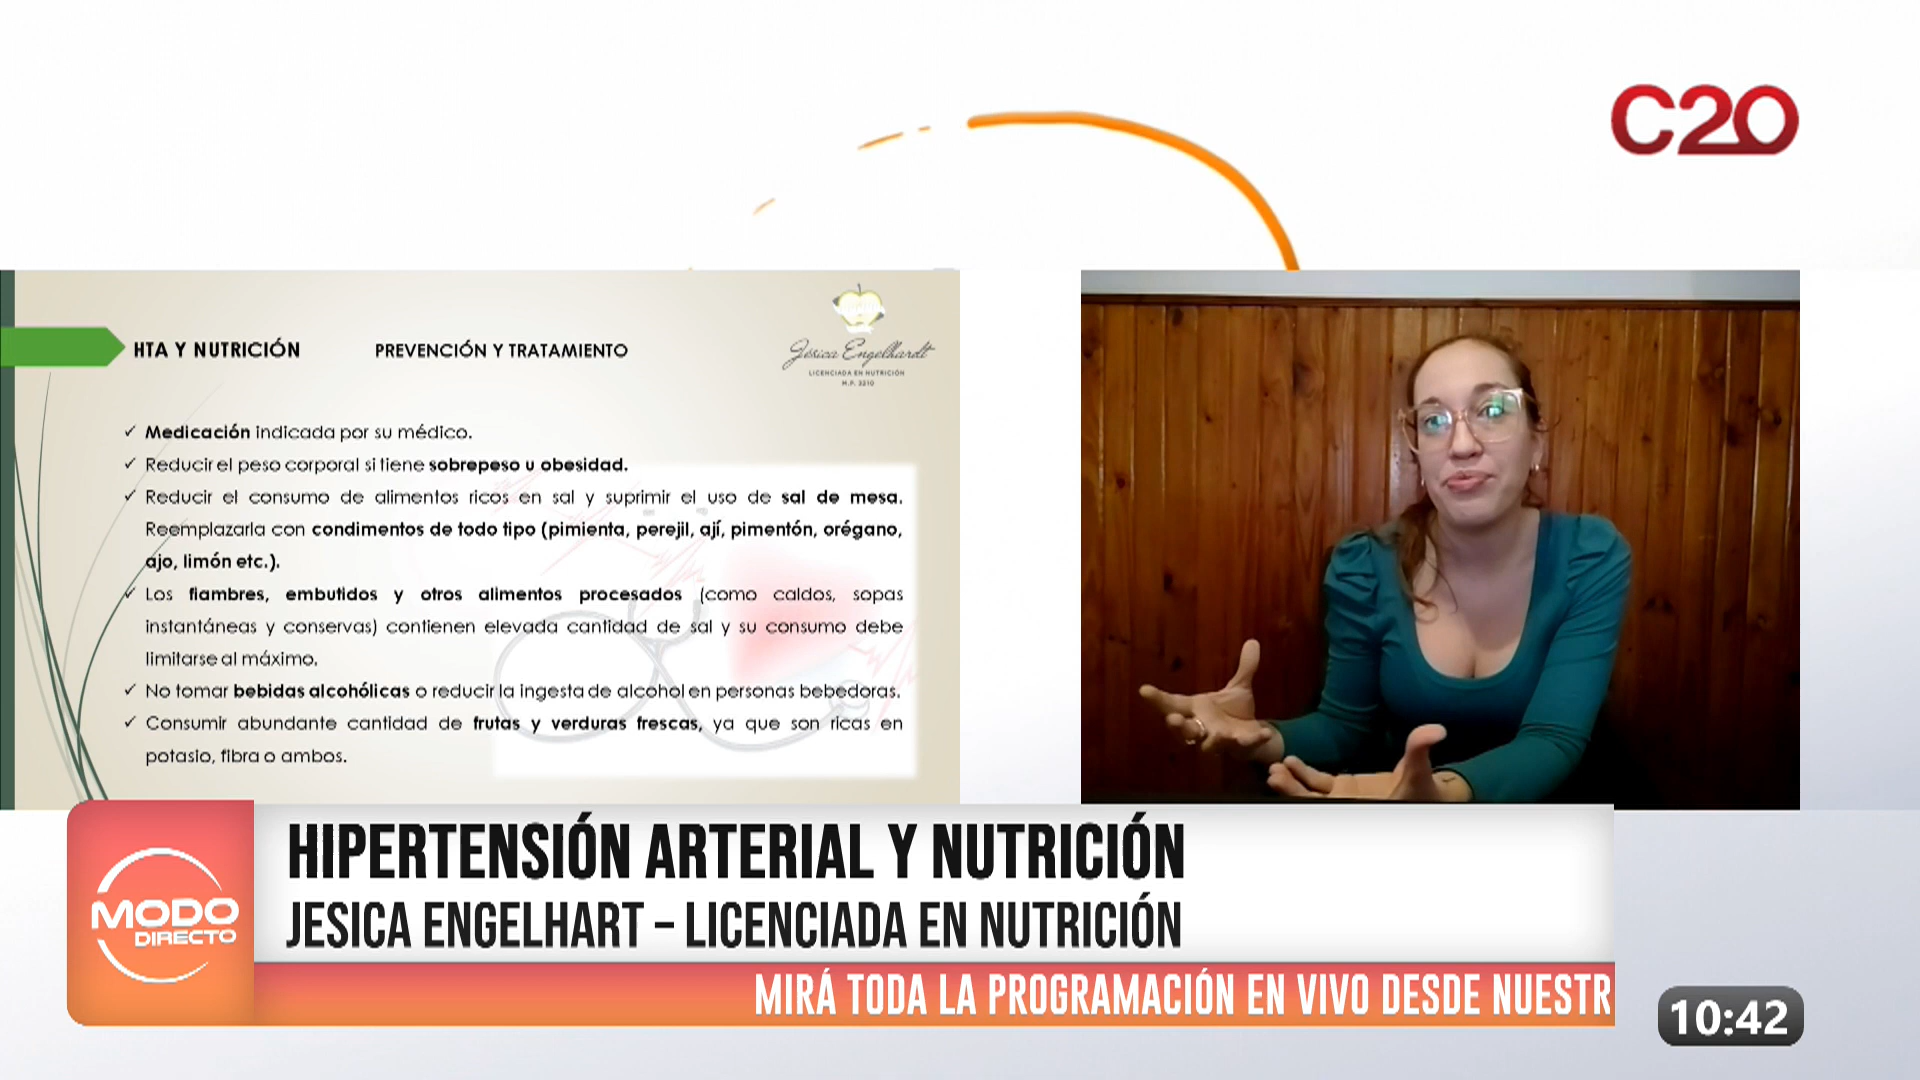 C20
HTA Y NUTRICIÓN
PREVENCIÓN Y TRATAMIENTO
Jesica Engelhardt
LICENCIADA EN NUTRICIÓN
M.P. 3210
✓ Medicación indicada por su médico.
✓ Reducir el peso corporal si tiene sobrepeso u obesidad.
✓ Reducir el consumo de alimentos ricos en sal y suprimir el uso de sal de mesa.
Reemplazarla con condimentos de todo tipo (pimienta, perejil, ají, pimentón, orégano,
ajo, limón etc.).
✓ Los fiambres, embutidos y otros alimentos procesados (como caldos, sopas
instantáneas y conservas) contienen elevada cantidad de sal y su consumo debe
limitarse al máximo.
✓ No tomar bebidas alcohólicas o reducir la ingesta de alcohol en personas bebedoras.
✓ Consumir abundante cantidad de frutas y verduras frescas, ya que son ricas en
potasio, fibra o ambos.
MODO
DIRECTO
HIPERTENSIÓN ARTERIAL Y NUTRICIÓN
JESICA ENGELHART – LICENCIADA EN NUTRICIÓN
MIRÁ TODA LA PROGRAMACIÓN EN VIVO DESDE NUESTR
10:42